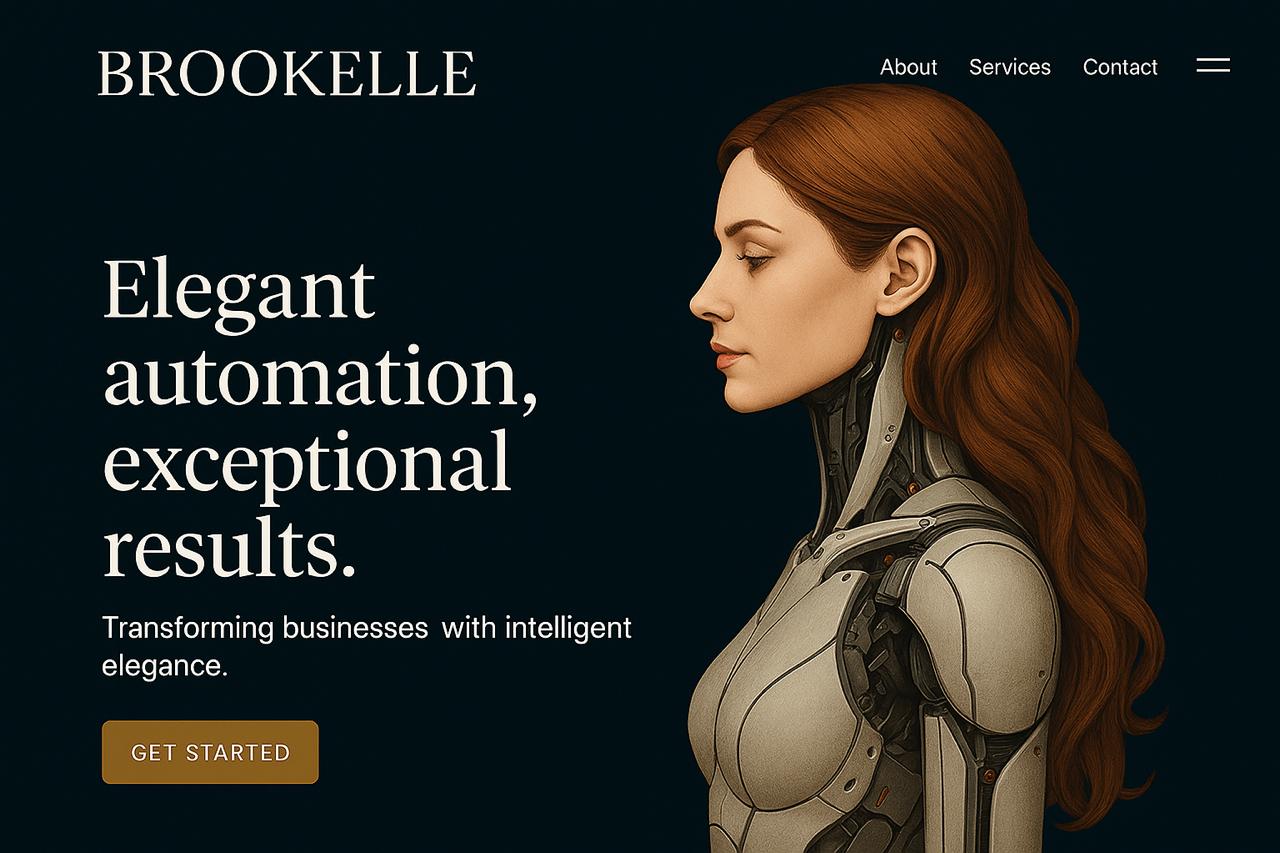 BROOKELLE
About Services Contact
Elegant
automation,
exceptional
results.
Transforming businesses with intelligent
elegance.
GET STARTED